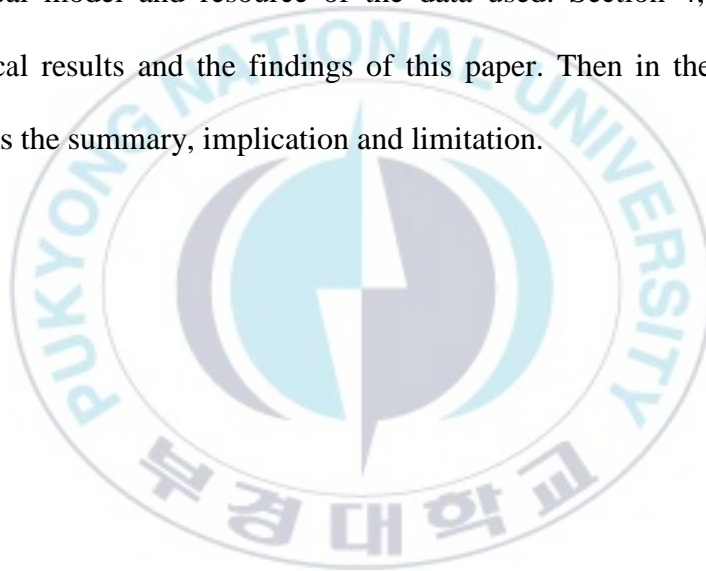 cal model and resource of the data used. Section 4,
cal results and the findings of this paper. Then in the
s the summary, implication and limitation.
PUKYONG NATIONAL UNIVERSITY
부경대학교